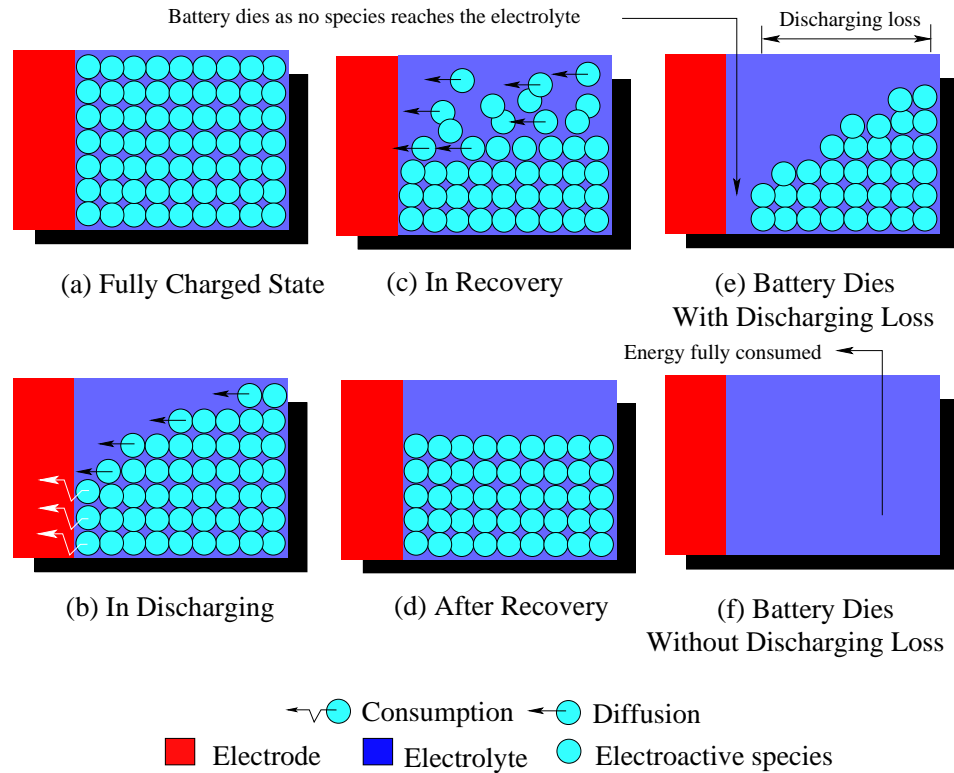 Battery dies as no species reaches the electrolyte
Discharging loss
(a) Fully Charged State
(c) In Recovery
(e) Battery Dies
With Discharging Loss
Energy fully consumed
(b) In Discharging
(d) After Recovery
(f) Battery Dies
Without Discharging Loss
Consumption
Diffusion
Electrode
Electrolyte
Electroactive species